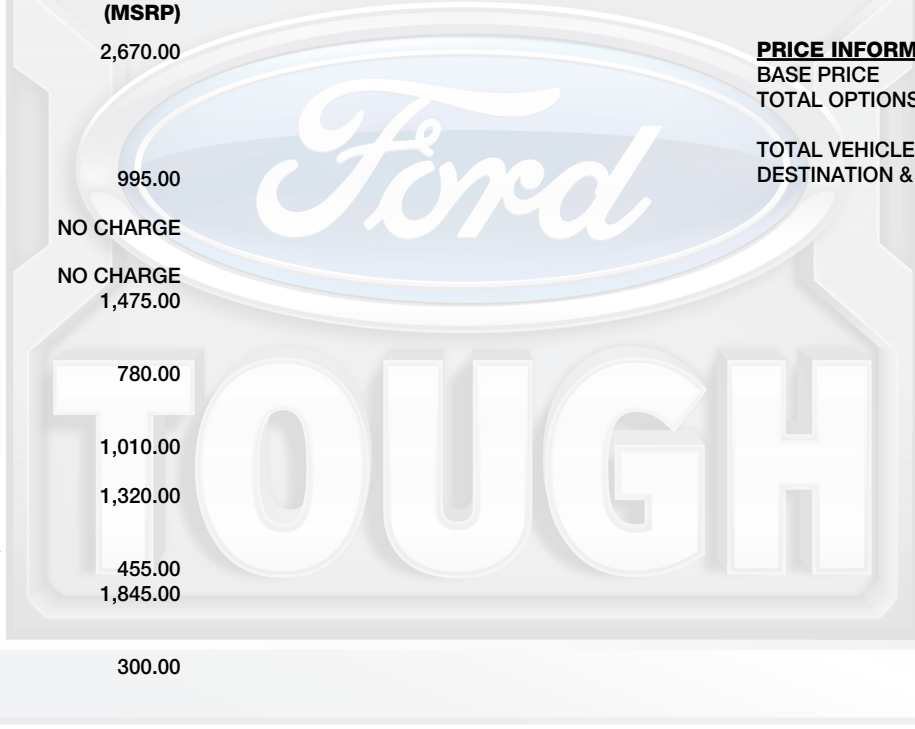 (MSRP)
2,670.00
995.00
NO CHARGE
NO CHARGE
1,475.00
780.00
1,010.00
1,320.00
455.00
1,845.00
300.00
PRICE INFORM
BASE PRICE
TOTAL OPTIONS
TOTAL VEHICLE
DESTINATION &
Ford
TOUGH